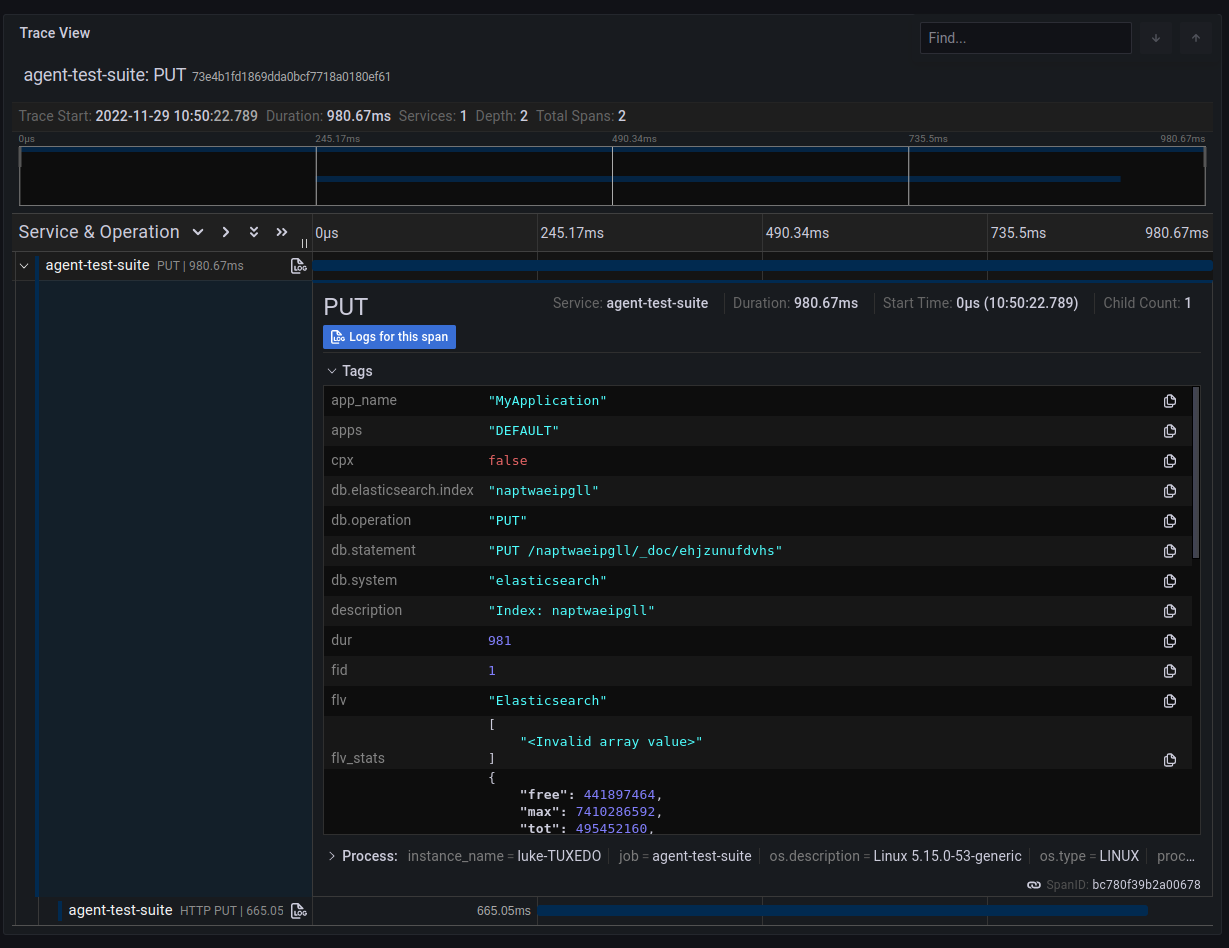 Trace View
Find...
agent-test-suite: PUT 73e4b1fd1869dda0bcf7718a0180ef61
Trace Start: 2022-11-29 10:50:22.789 Duration: 980.67ms Services: 1 Depth: 2 Total Spans: 2
0μs 245.17ms 490.34ms 735.5ms 980.67ms
Service & Operation 0μs 245.17ms 490.34ms 735.5ms 980.67ms
agent-test-suite PUT | 980.67ms LOG
PUT Service: agent-test-suite Duration: 980.67ms Start Time: 0μs (10:50:22.789) Child Count: 1
LOG Logs for this span
Tags
app_name "MyApplication"
apps "DEFAULT"
cpx false
db.elasticsearch.index "naptwaeipgll"
db.operation "PUT"
db.statement "PUT /naptwaeipgll/_doc/ehjzunufdvhs"
db.system "elasticsearch"
description "Index: naptwaeipgll"
dur 981
fid 1
flv "Elasticsearch"
[
"<Invalid array value>"
flv_stats ]
{
"free": 441897464,
"max": 7410286592,
"tot": 495452160,
Process: instance_name = luke-TUXEDO job = agent-test-suite os.description = Linux 5.15.0-53-generic os.type = LINUX proc...
SpanID: bc780f39b2a00678
agent-test-suite HTTP PUT | 665.05 LOG 665.05ms